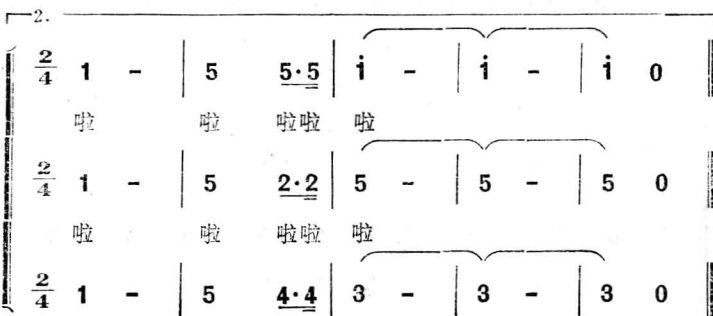 2.
2/4 1 - | 5 5·5 | i - | i - | i 0 ‖
啦 啦 啦啦 啦
2/4 1 - | 5 2·2 | 5 - | 5 - | 5 0 ‖
啦 啦 啦啦 啦
2/4 1 - | 5 4·4 | 3 - | 3 - | 3 0 ‖